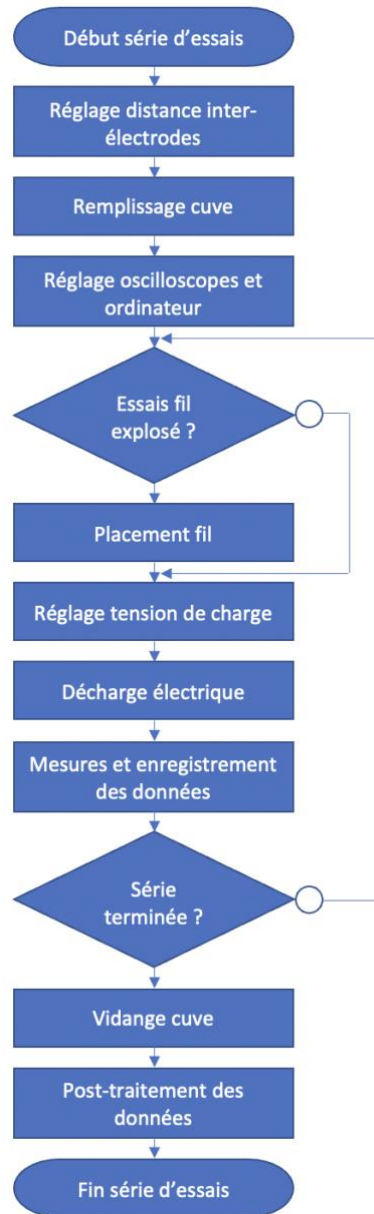 Début série d'essais
Réglage distance inter-
électrodes
Remplissage cuve
Réglage oscilloscopes et
ordinateur
Essais fil
explosé ?
Placement fil
Réglage tension de charge
Décharge électrique
Mesures et enregistrement
des données
Série
terminée ?
Vidange cuve
Post-traitement des
données
Fin série d'essais